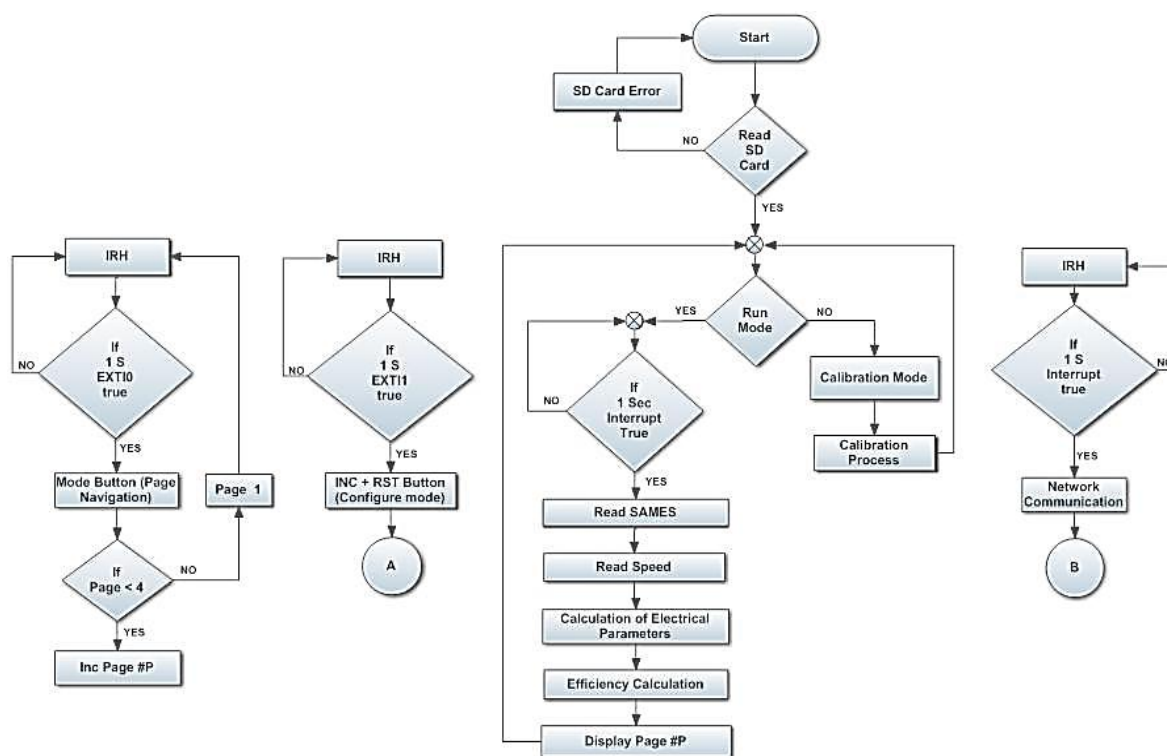 Start
SD Card Error
NO
Read
SD
Card
YES
IRH
If
1 S
EXTI0
true
NO
YES
Mode Button (Page
Navigation)
Page 1
If
Page < 4
NO
YES
Inc Page #P
IRH
If
1 S
EXTI1
true
NO
YES
INC + RST Button
(Configure mode)
A
Run
Mode
YES
NO
If
1 Sec
Interrupt
True
NO
YES
Read SAMES
Read Speed
Calculation of Electrical
Parameters
Efficiency Calculation
Display Page #P
Calibration Mode
Calibration
Process
IRH
If
1 S
Interrupt
true
NO
YES
Network
Communication
B